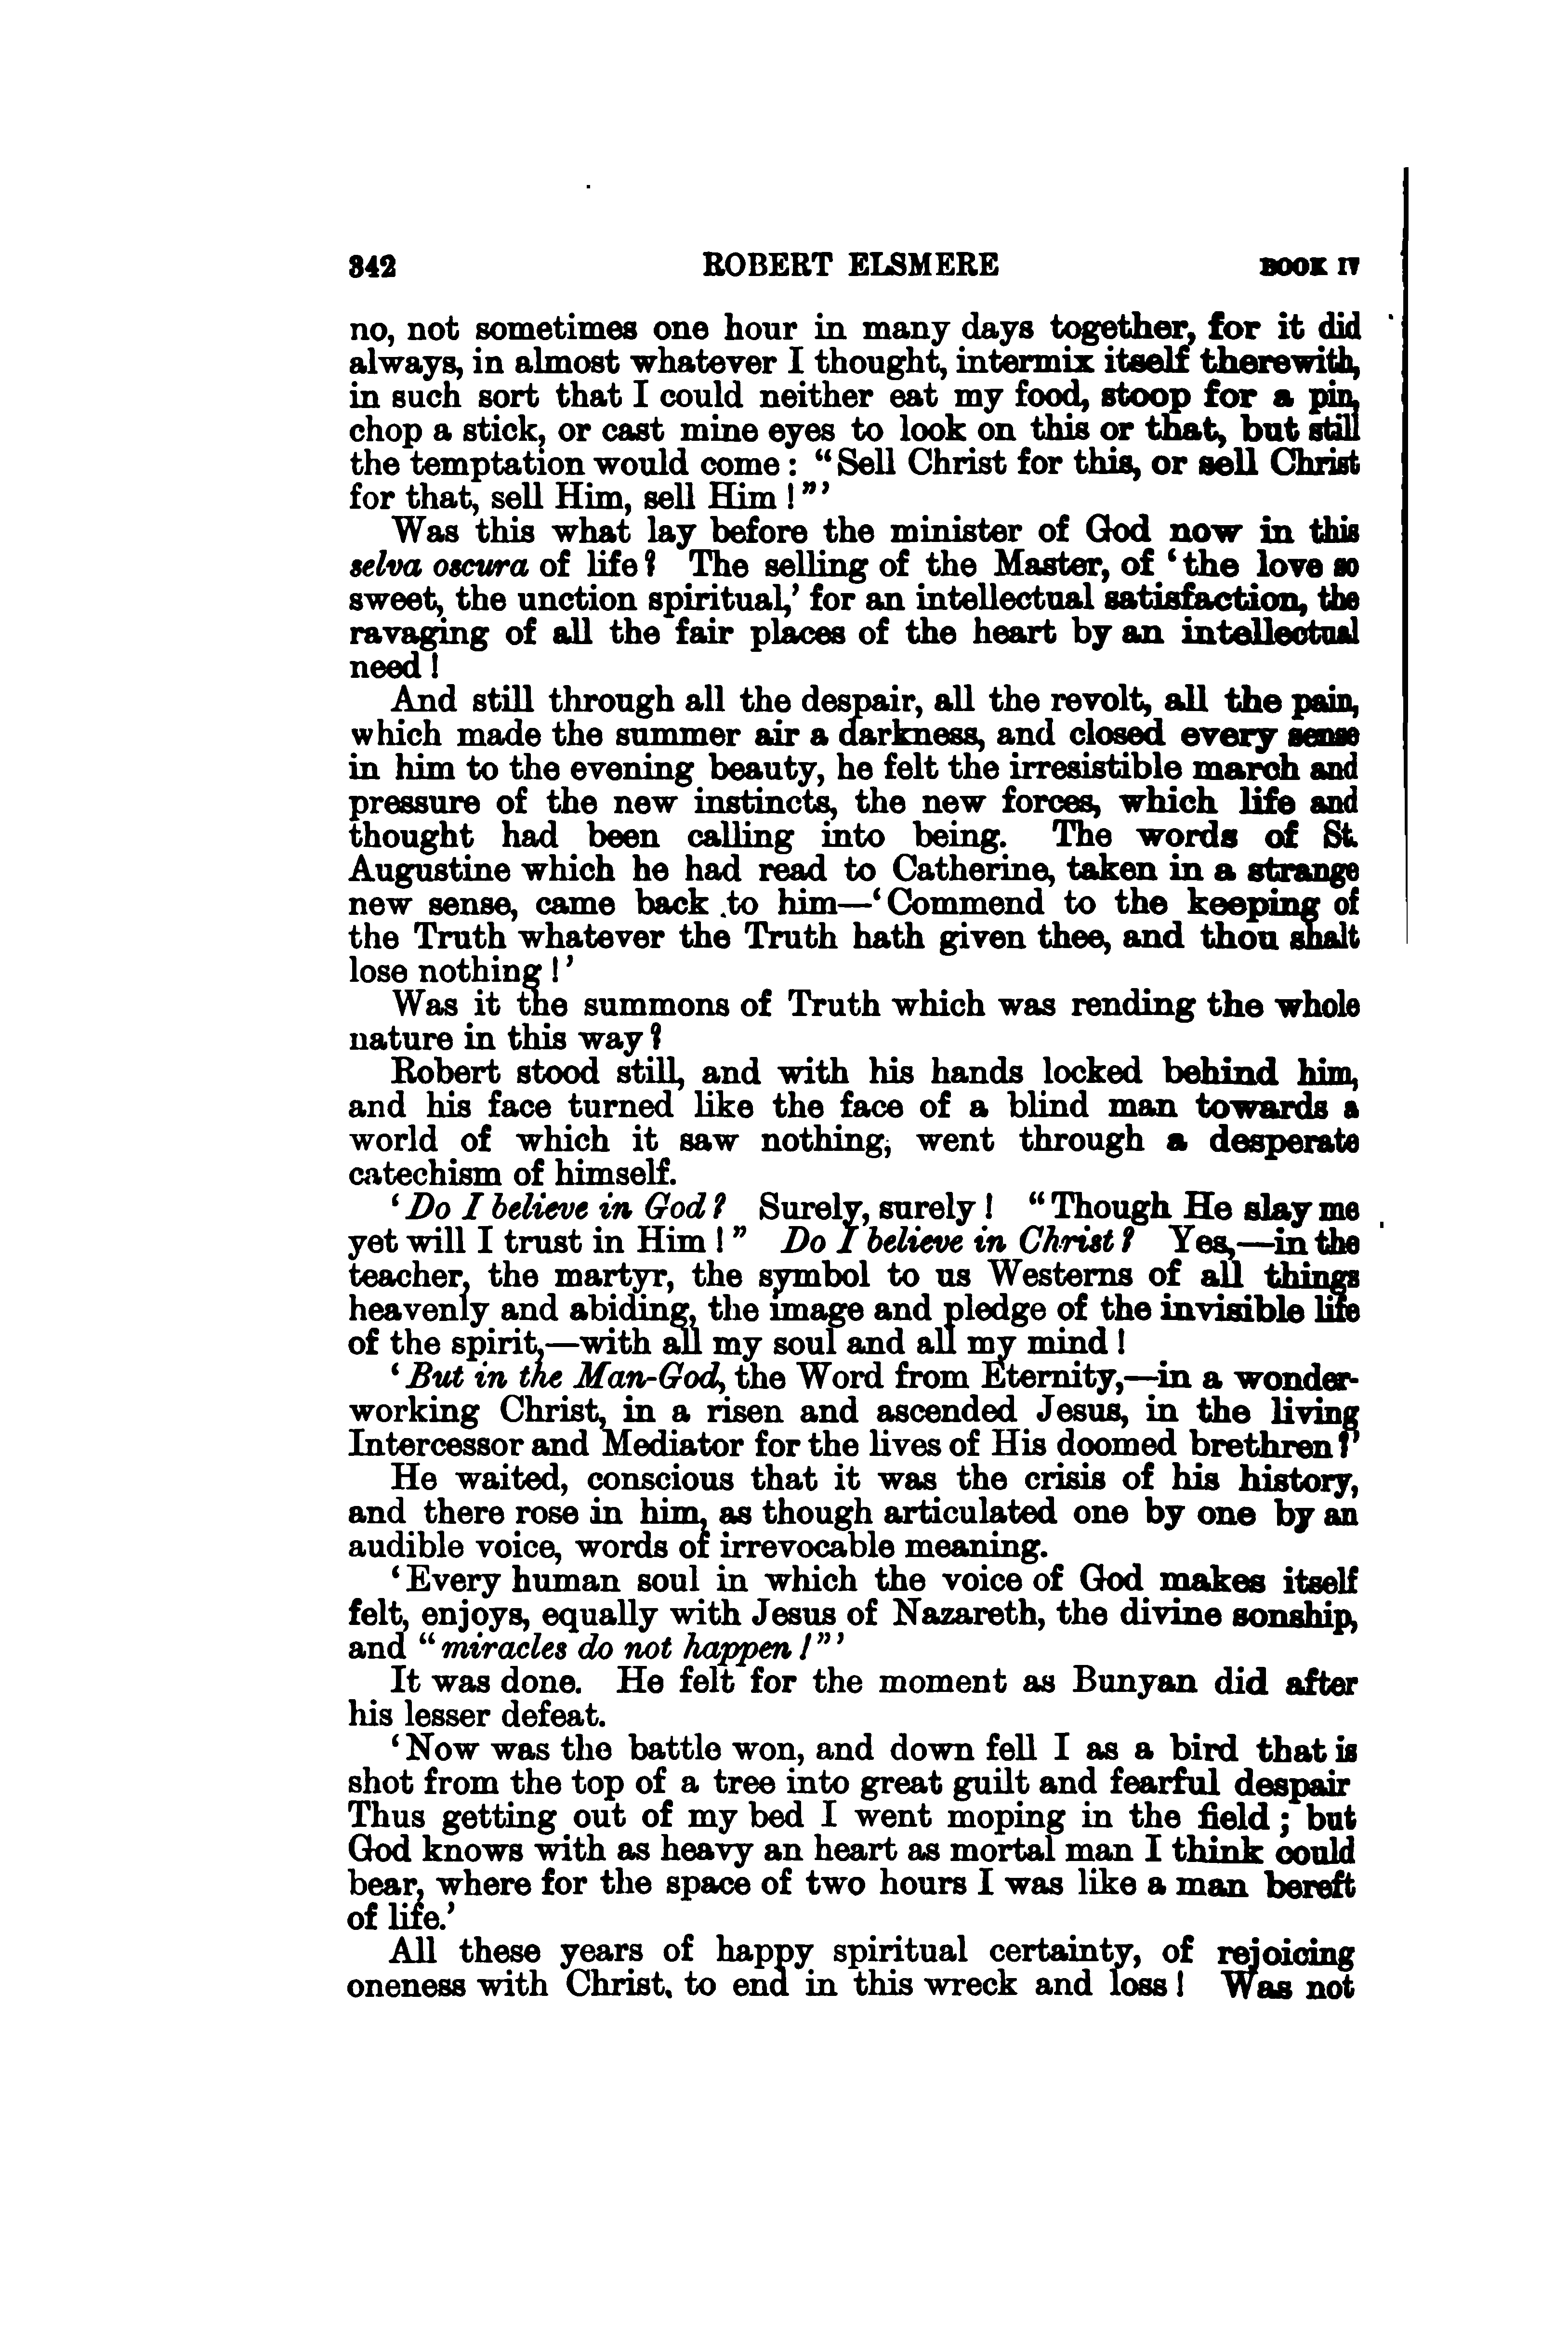 342 ROBERT ELSMERE BOOK IV
no, not sometimes one hour in many days together, for it did
always, in almost whatever I thought, intermix itself therewith,
in such sort that I could neither eat my food, stoop for a pin,
chop a stick, or cast mine eyes to look on this or that, but still
the temptation would come: “Sell Christ for this, or sell Christ
for that, sell Him, sell Him!”’
Was this what lay before the minister of God now in this
selva oscura of life? The selling of the Master, of ‘the love so
sweet, the unction spiritual,’ for an intellectual satisfaction, the
ravaging of all the fair places of the heart by an intellectual
need!
And still through all the despair, all the revolt, all the pain,
which made the summer air a darkness, and closed every sense
in him to the evening beauty, he felt the irresistible march and
pressure of the new instincts, the new forces, which life and
thought had been calling into being. The words of St.
Augustine which he had read to Catherine, taken in a strange
new sense, came back to him—‘Commend to the keeping of
the Truth whatever the Truth hath given thee, and thou shalt
lose nothing!’
Was it the summons of Truth which was rending the whole
nature in this way?
Robert stood still, and with his hands locked behind him,
and his face turned like the face of a blind man towards a
world of which it saw nothing, went through a desperate
catechism of himself.
‘Do I believe in God? Surely, surely! “Though He slay me
yet will I trust in Him!” Do I believe in Christ? Yes,—in the
teacher, the martyr, the symbol to us Westerns of all things
heavenly and abiding, the image and pledge of the invisible life
of the spirit,—with all my soul and all my mind!
‘But in the Man-God, the Word from Eternity,—in a wonder-
working Christ, in a risen and ascended Jesus, in the living
Intercessor and Mediator for the lives of His doomed brethren?’
He waited, conscious that it was the crisis of his history,
and there rose in him, as though articulated one by one by an
audible voice, words of irrevocable meaning.
‘Every human soul in which the voice of God makes itself
felt, enjoys, equally with Jesus of Nazareth, the divine sonship,
and “miracles do not happen!”’
It was done. He felt for the moment as Bunyan did after
his lesser defeat.
‘Now was the battle won, and down fell I as a bird that is
shot from the top of a tree into great guilt and fearful despair
Thus getting out of my bed I went moping in the field; but
God knows with as heavy an heart as mortal man I think could
bear, where for the space of two hours I was like a man bereft
of life.’
All these years of happy spiritual certainty, of rejoicing
oneness with Christ, to end in this wreck and loss! Was not